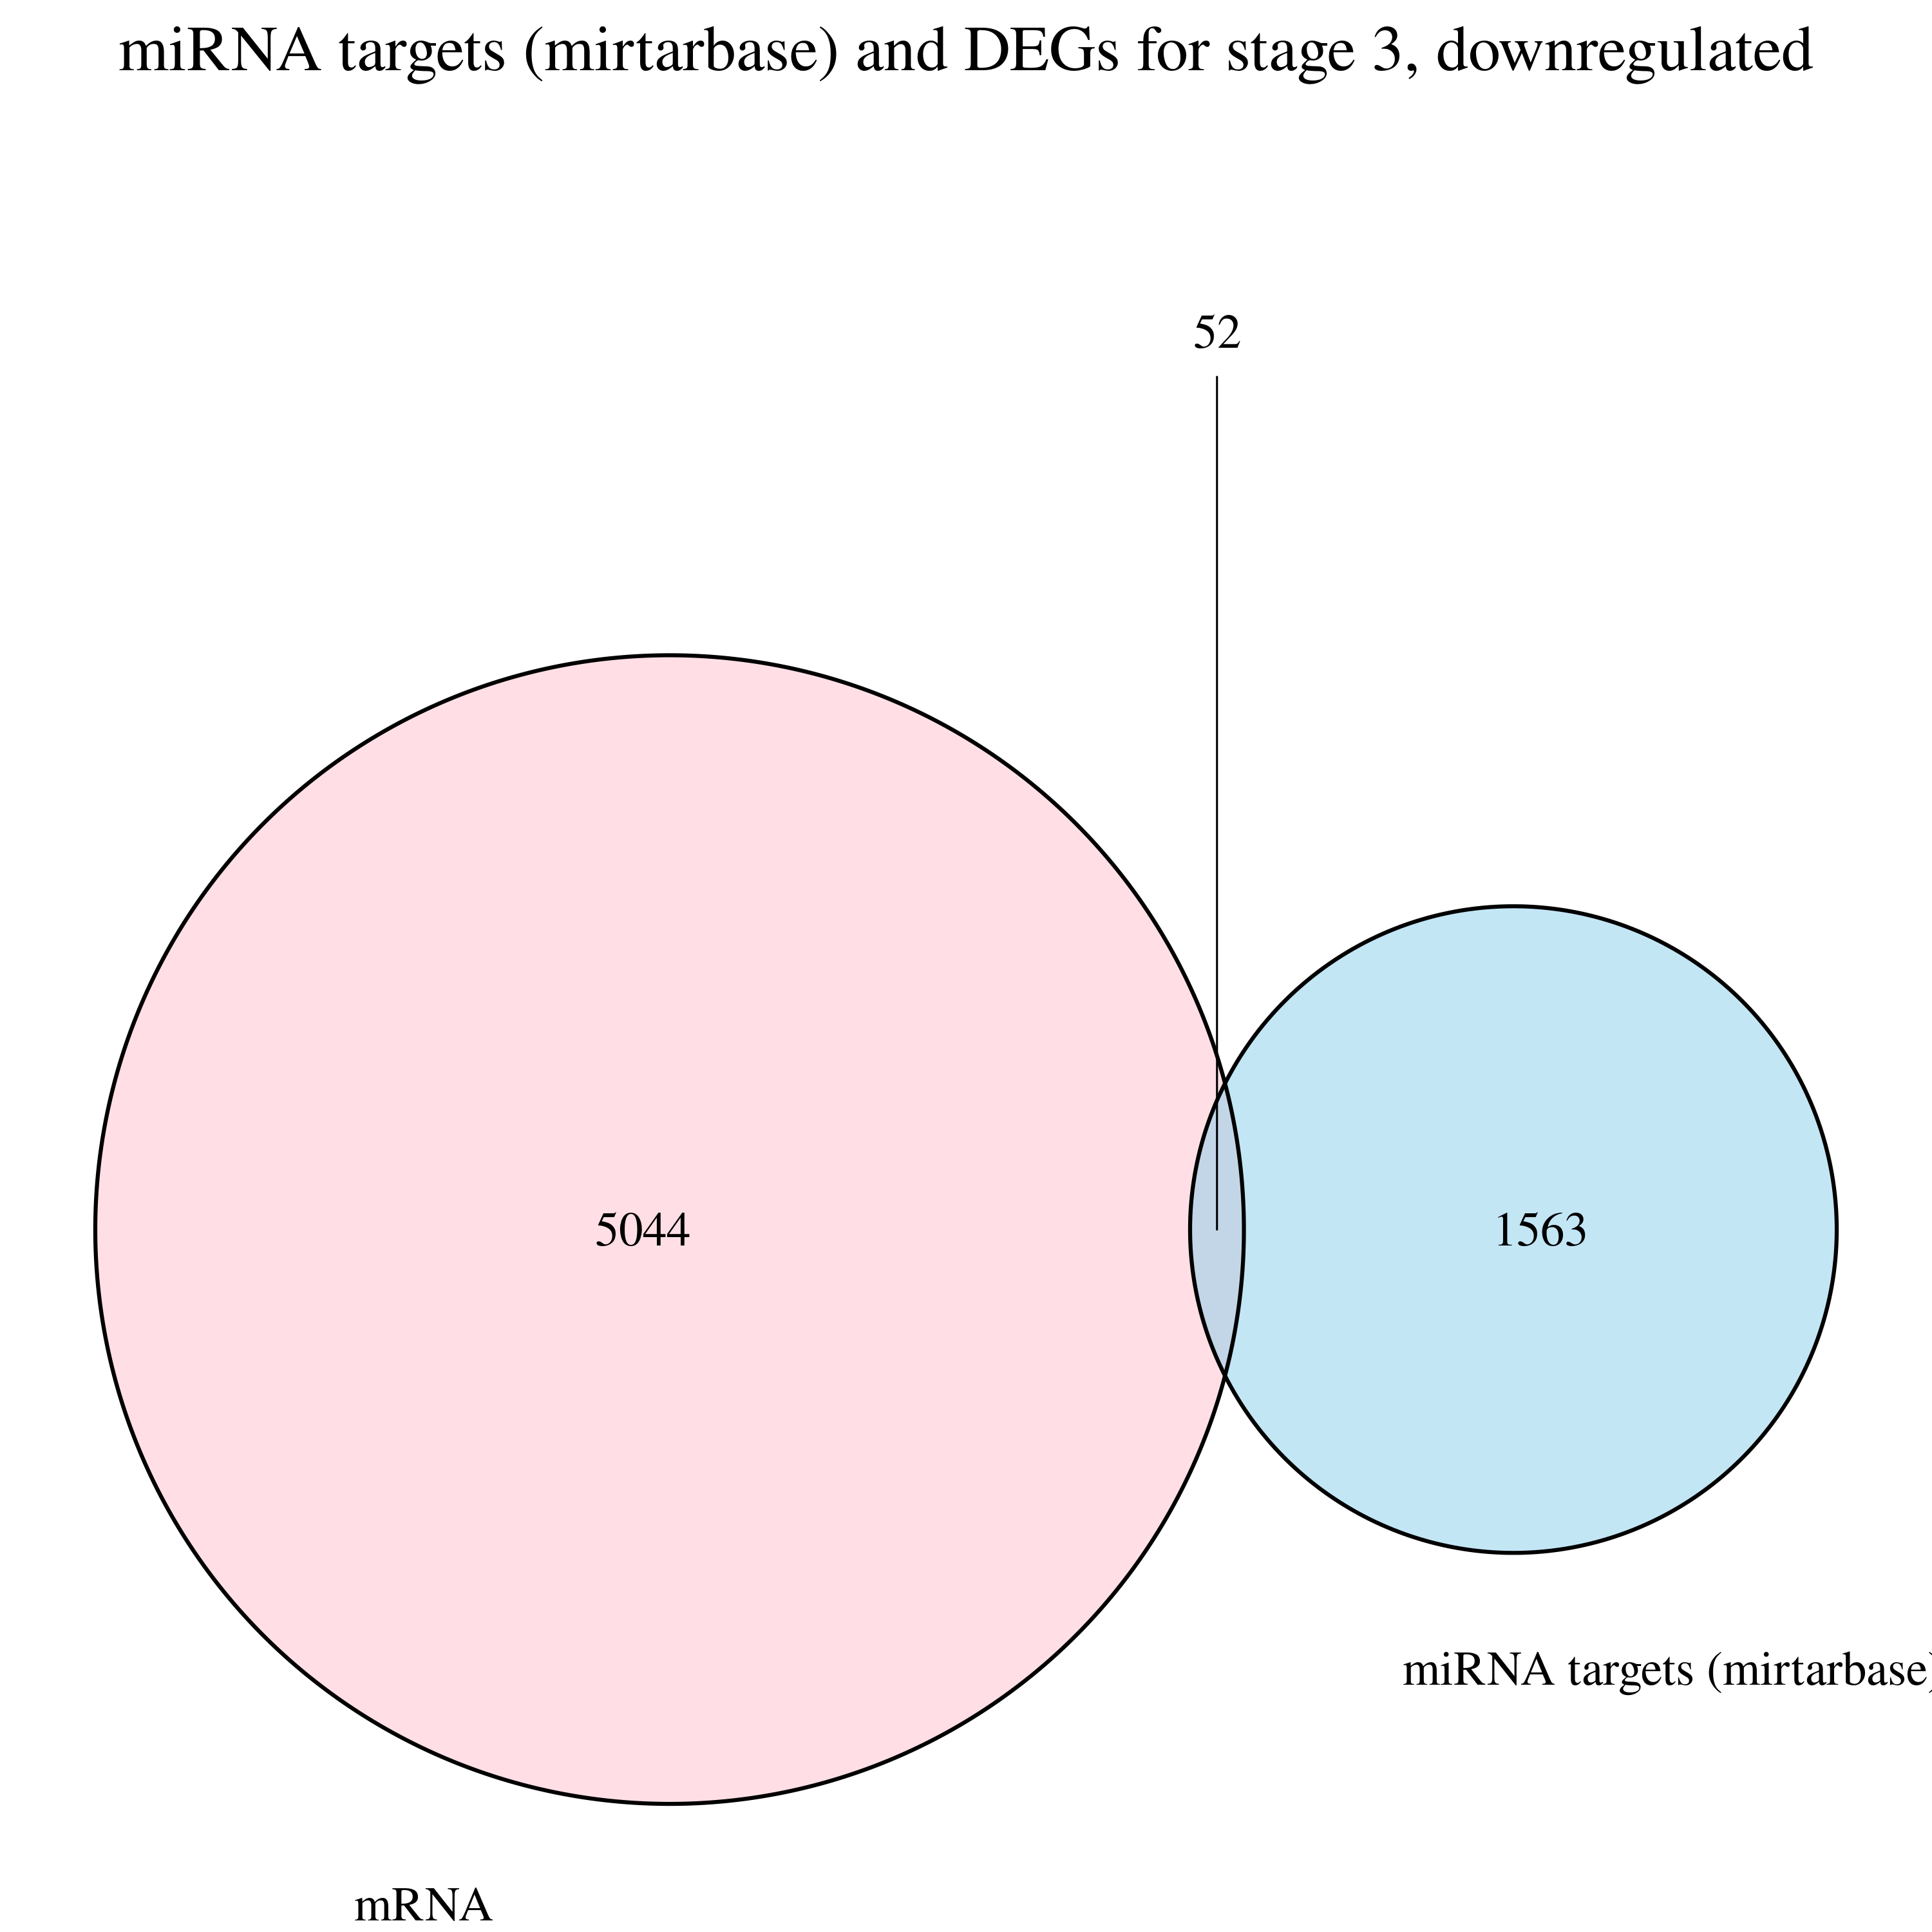 miRNA targets (mirtarbase) and DEGs for stage 3, downregulated
52
5044
1563
miRNA targets (mirtarbase)
mRNA